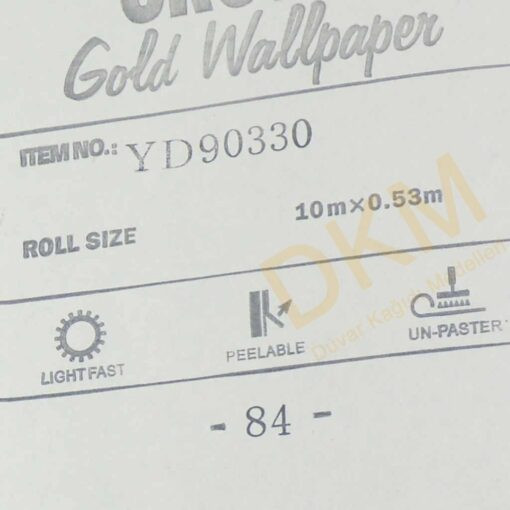 Gold Wallpaper
ITEM NO.: YD90330
ROLL SIZE 10m×0.53m
LIGHTFAST PEELABLE UN-PASTER
- 84 -
DKM
Duvar Kağıdı Modelleri